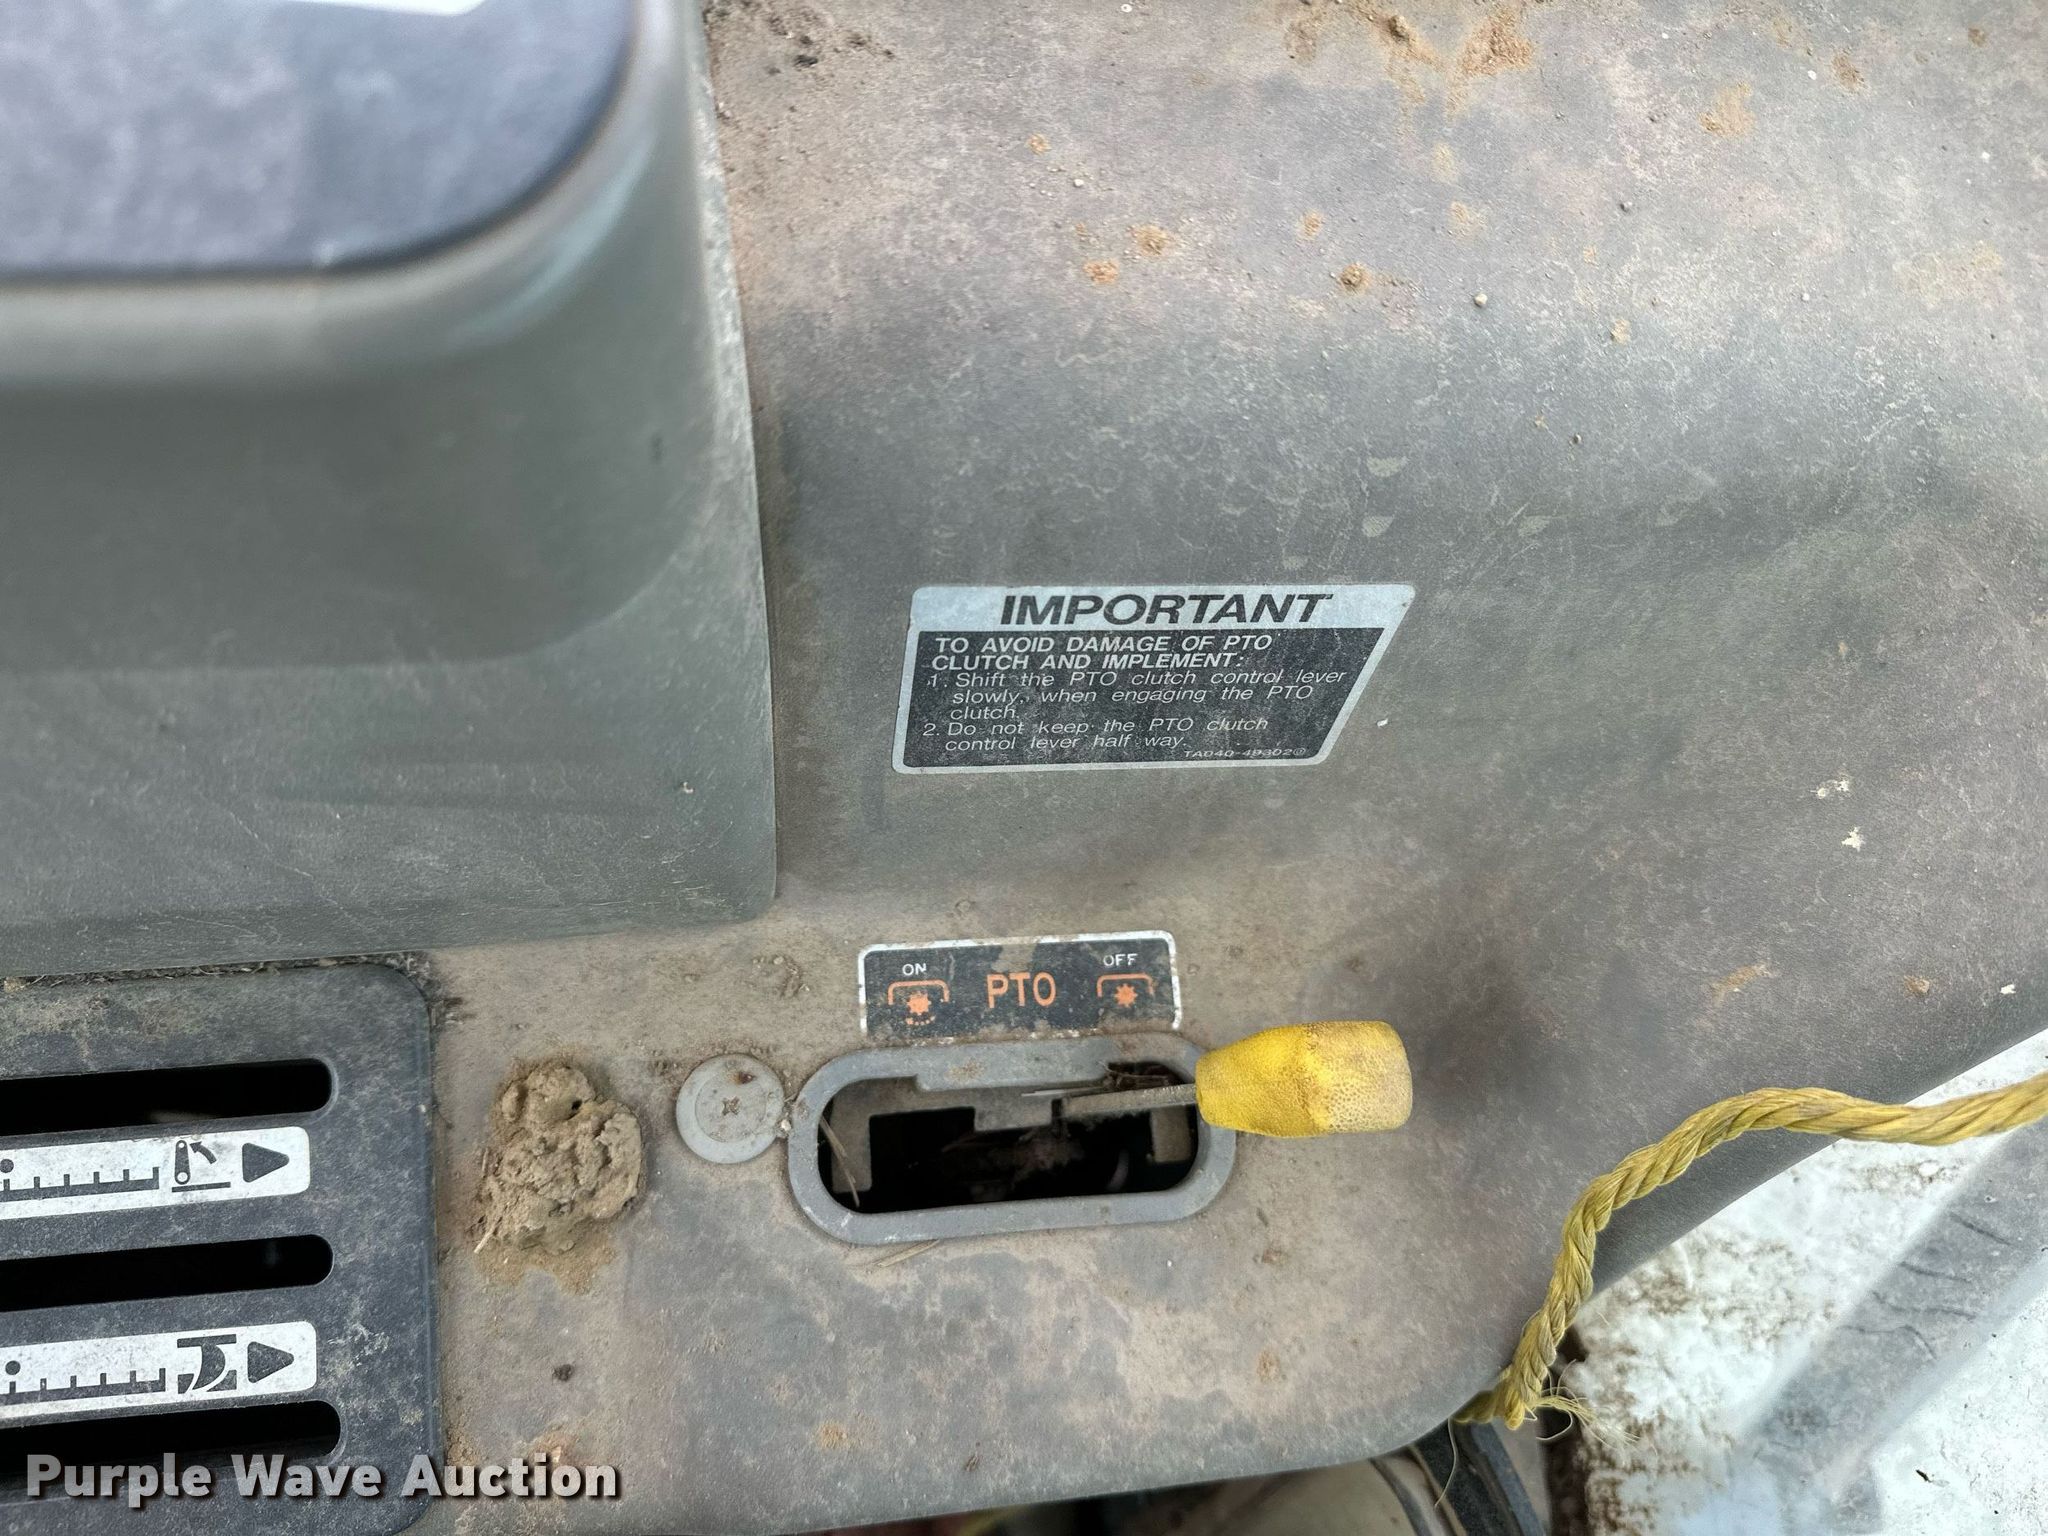 IMPORTANT
TO AVOID DAMAGE OF PTO
CLUTCH AND IMPLEMENT:
1. Shift the PTO clutch control lever
slowly, when engaging the PTO
clutch.
2. Do not keep the PTO clutch
control lever half way.
TA040-49302①
ON PTO OFF
Purple Wave Auction